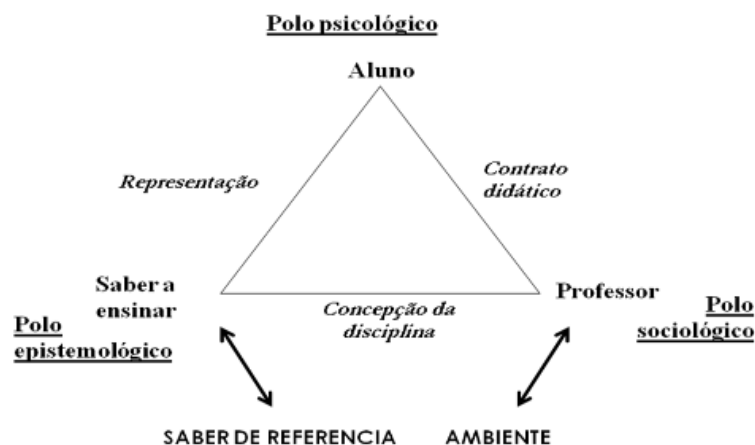 Polo psicológico
Aluno
Representação
Contrato
didático
Saber a
ensinar
Professor
Concepção da
disciplina
Polo
epistemológico
Polo
sociológico
SABER DE REFERENCIA
AMBIENTE